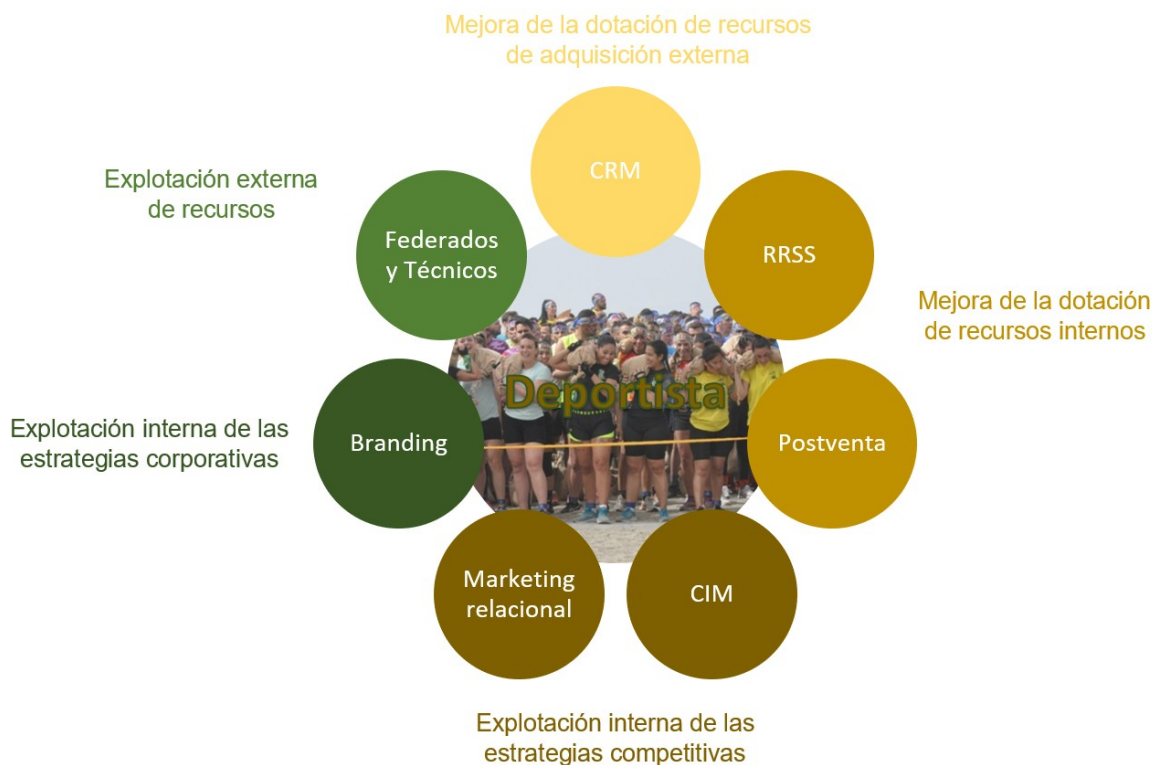 Mejora de la dotación de recursos
de adquisición externa
CRM
Explotación externa
de recursos
Federados
y Técnicos
RRSS
Mejora de la dotación
de recursos internos
Deportista
Explotación interna de las
estrategias corporativas
Branding
Postventa
Marketing
relacional
CIM
Explotación interna de las
estrategias competitivas